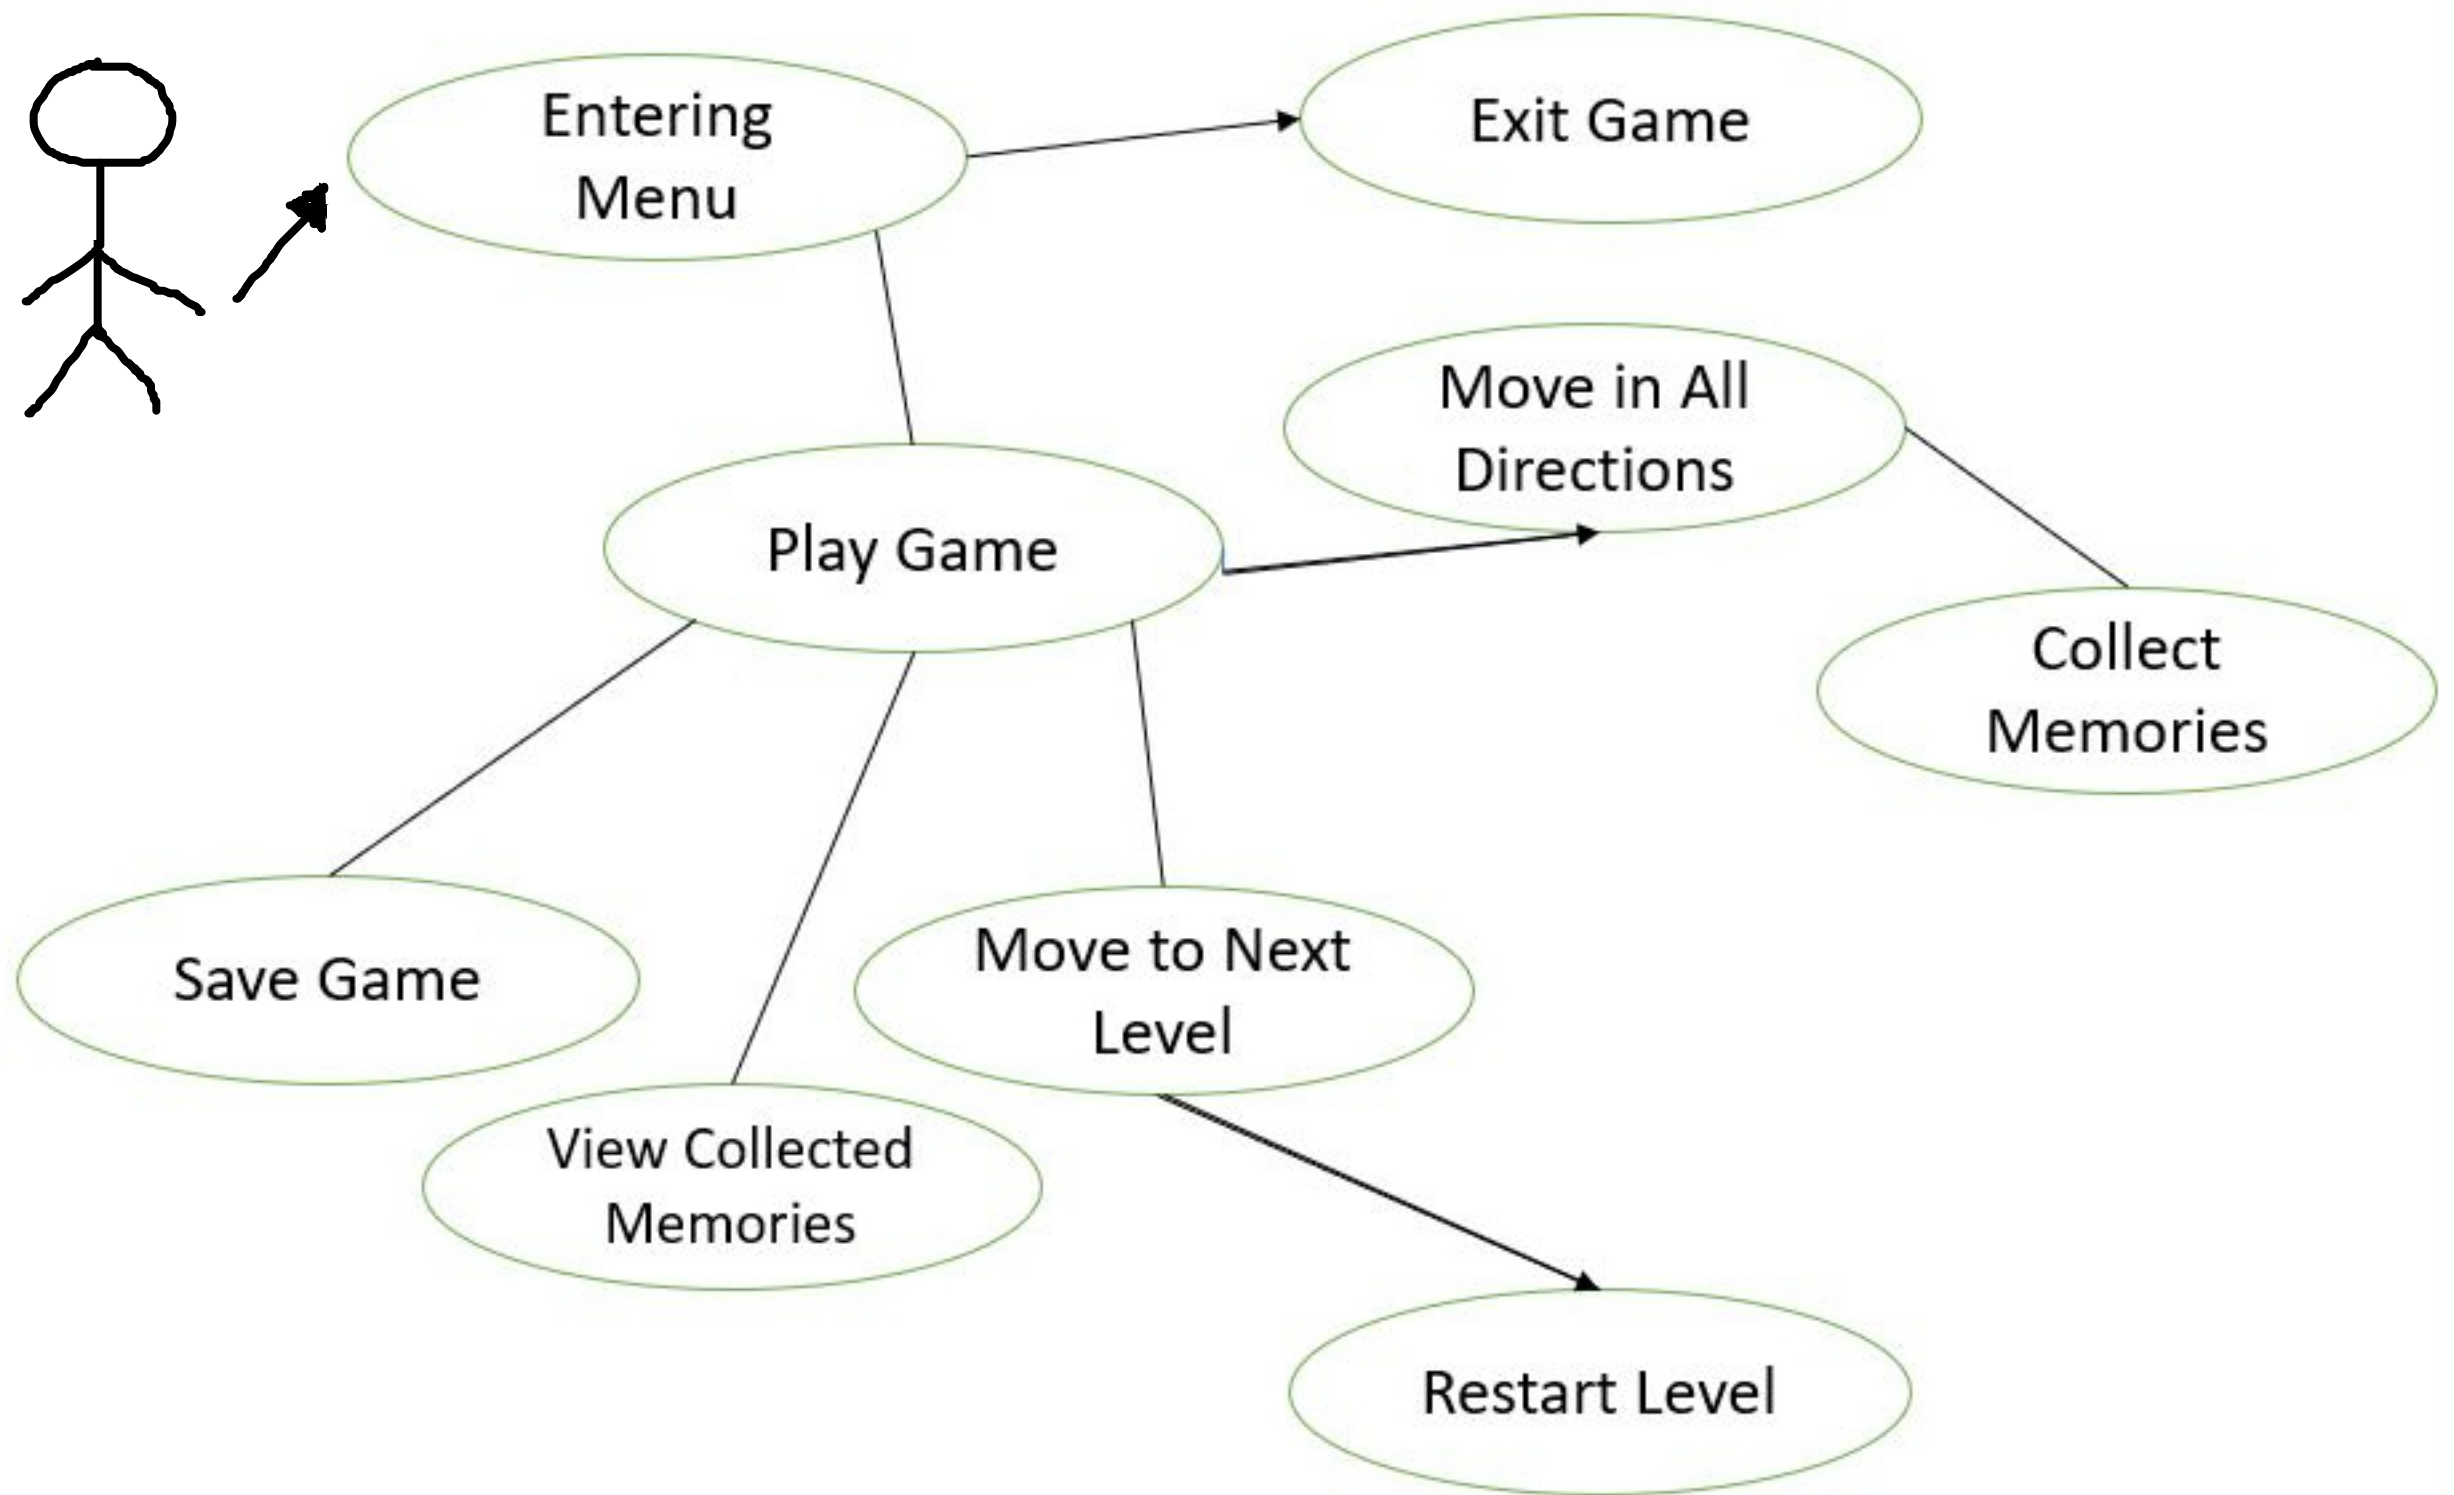 Entering
Menu
Exit Game
Move in All
Directions
Play Game
Collect
Memories
Save Game
Move to Next
Level
View Collected
Memories
Restart Level